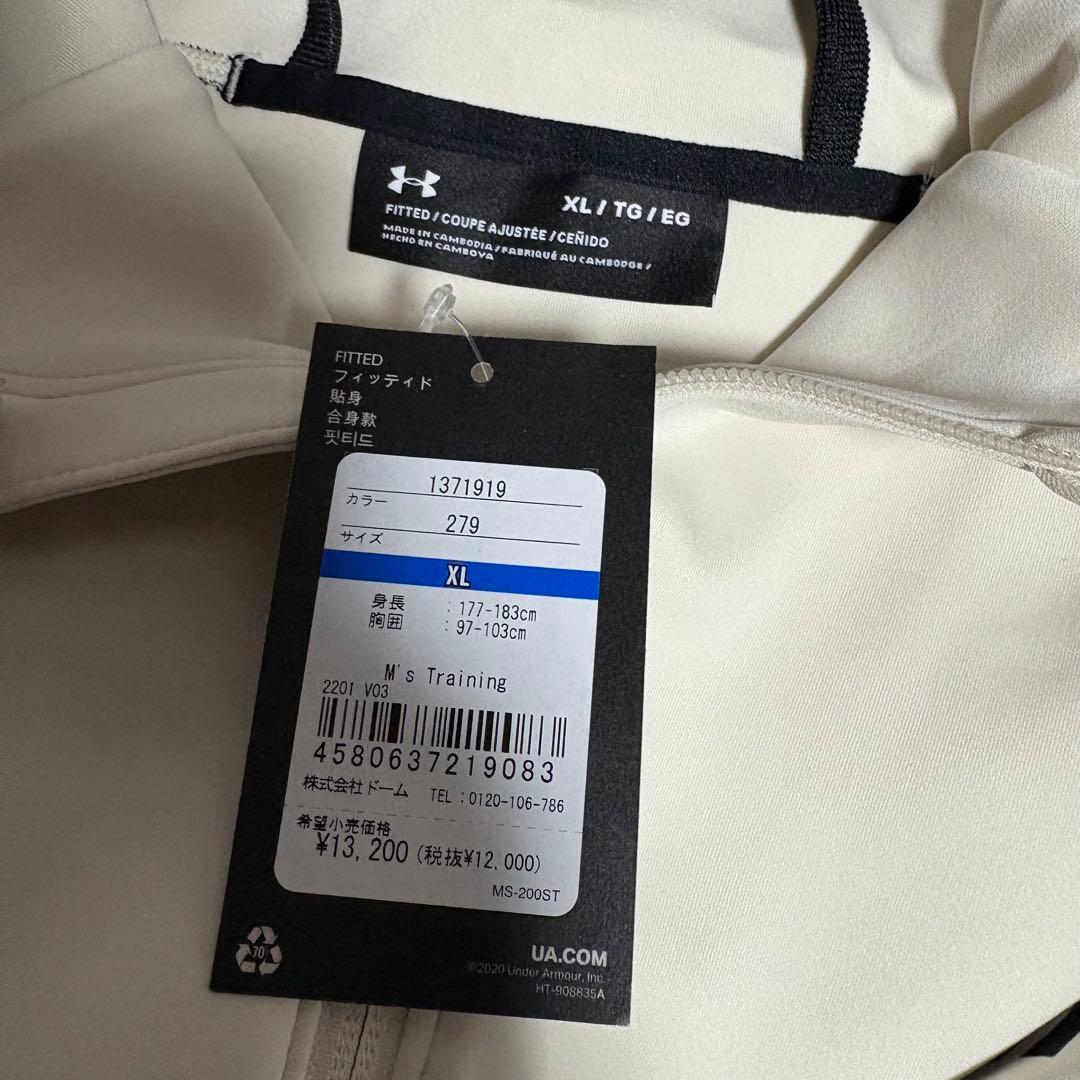 XL / TG / EG
FITTED / COUPE AJUSTÉE / CEÑIDO
MADE IN CAMBODIA / FABRIQUÉ AU CAMBODGE /
HECHO EN CAMBOYA
FITTED
フィッティド
貼身
合身款
핏티드
1371919
カラー
279
サイズ
XL
身長 : 177-183cm
胸囲 : 97-103cm
M's Training
2201 V03
4580637219083
株式会社ドーム TEL:0120-106-786
希望小売価格
¥13,200 (税抜¥12,000)
MS-200ST
70
UA.COM
©2020 Under Armour, Inc.
HT-908835A